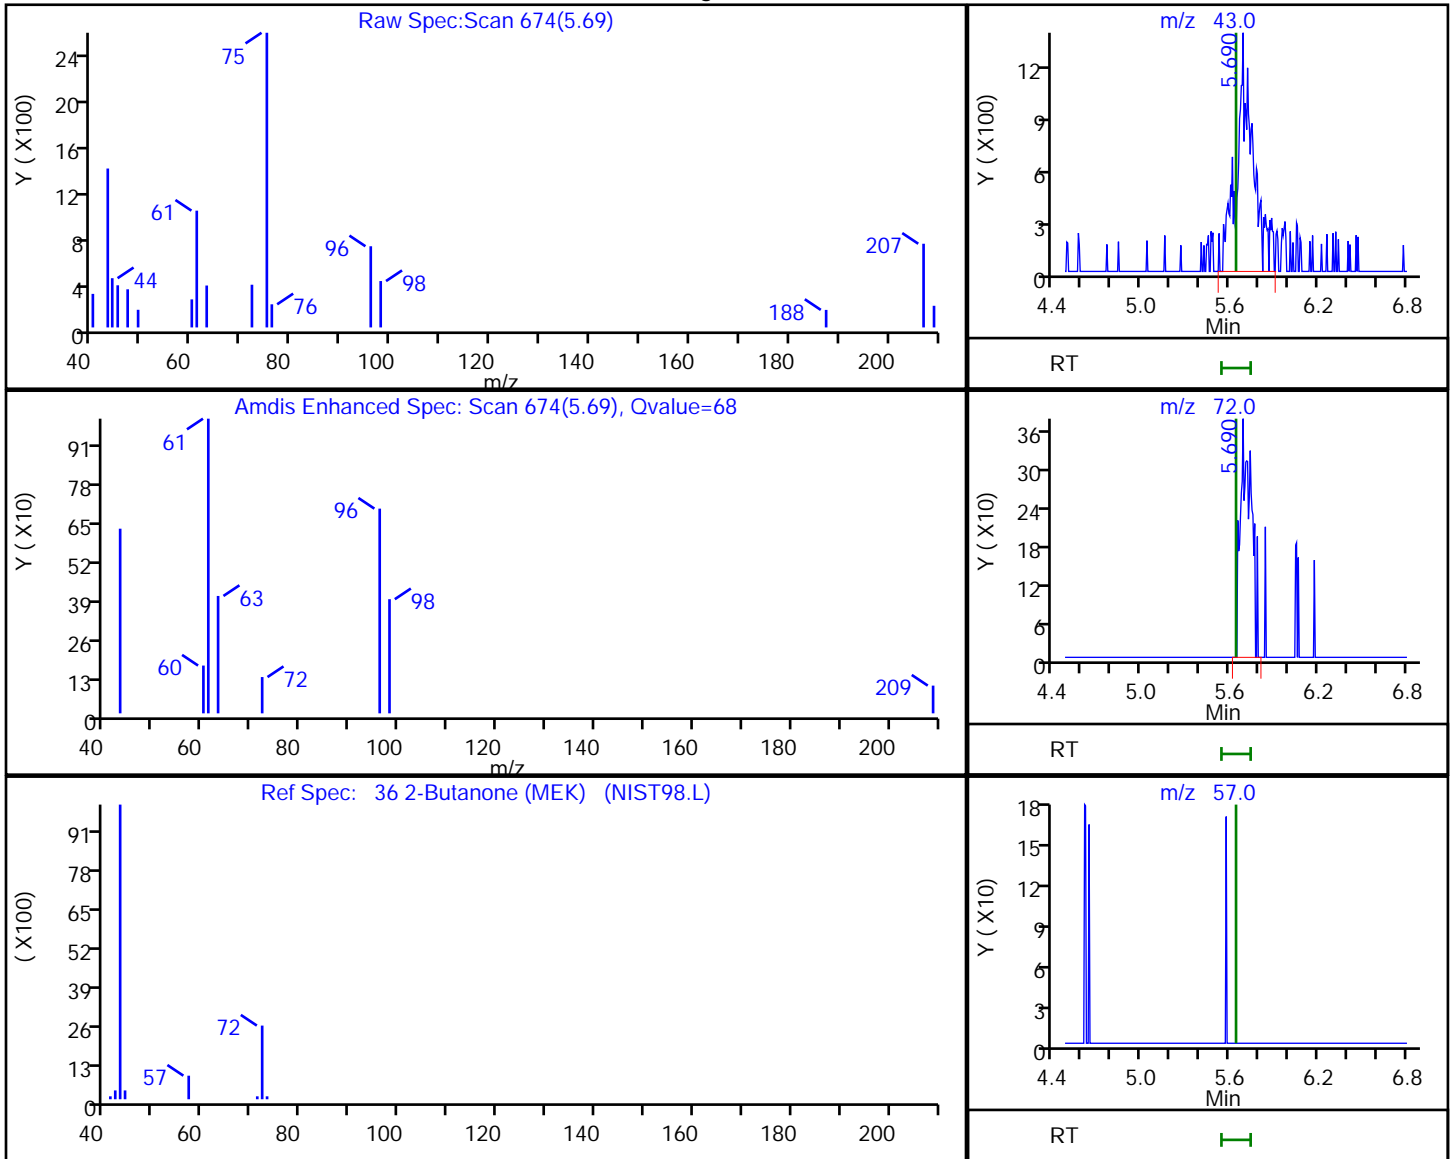 Raw Spec:Scan 674(5.69)
Y ( X100)
24
20
16
12
8
4
0
75
61
44
76
96
98
188
207
40 60 80 100 120 140 160 180 200
m/z
m/z 43.0
Y ( X100)
12
9
6
3
0
5.690
4.4 5.0 5.6 6.2 6.8
Min
RT
Amdis Enhanced Spec: Scan 674(5.69), Qvalue=68
Y ( X10)
91
78
65
52
39
26
13
0
61
60
63
72
96
98
209
40 60 80 100 120 140 160 180 200
m/z
m/z 72.0
Y ( X10)
36
30
24
18
12
6
0
5.690
4.4 5.0 5.6 6.2 6.8
Min
RT
Ref Spec: 36 2-Butanone (MEK) (NIST98.L)
( X100)
91
78
65
52
39
26
13
0
57
72
40 60 80 100 120 140 160 180 200
m/z 57.0
Y ( X10)
18
15
12
9
6
3
0
4.4 5.0 5.6 6.2 6.8
Min
RT